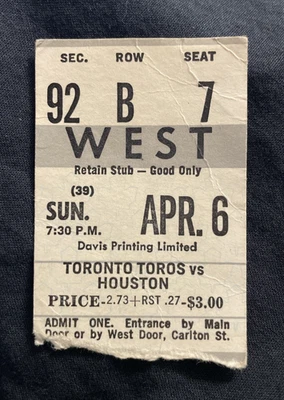 SEC. ROW SEAT
92 B 7
WEST
Retain Stub — Good Only
(39)
SUN. APR. 6
7:30 P.M.
Davis Printing Limited
TORONTO TOROS vs
HOUSTON
PRICE-2.73+RST .27-$3.00
ADMIT ONE. Entrance by Main
Door or by West Door, Carlton St.